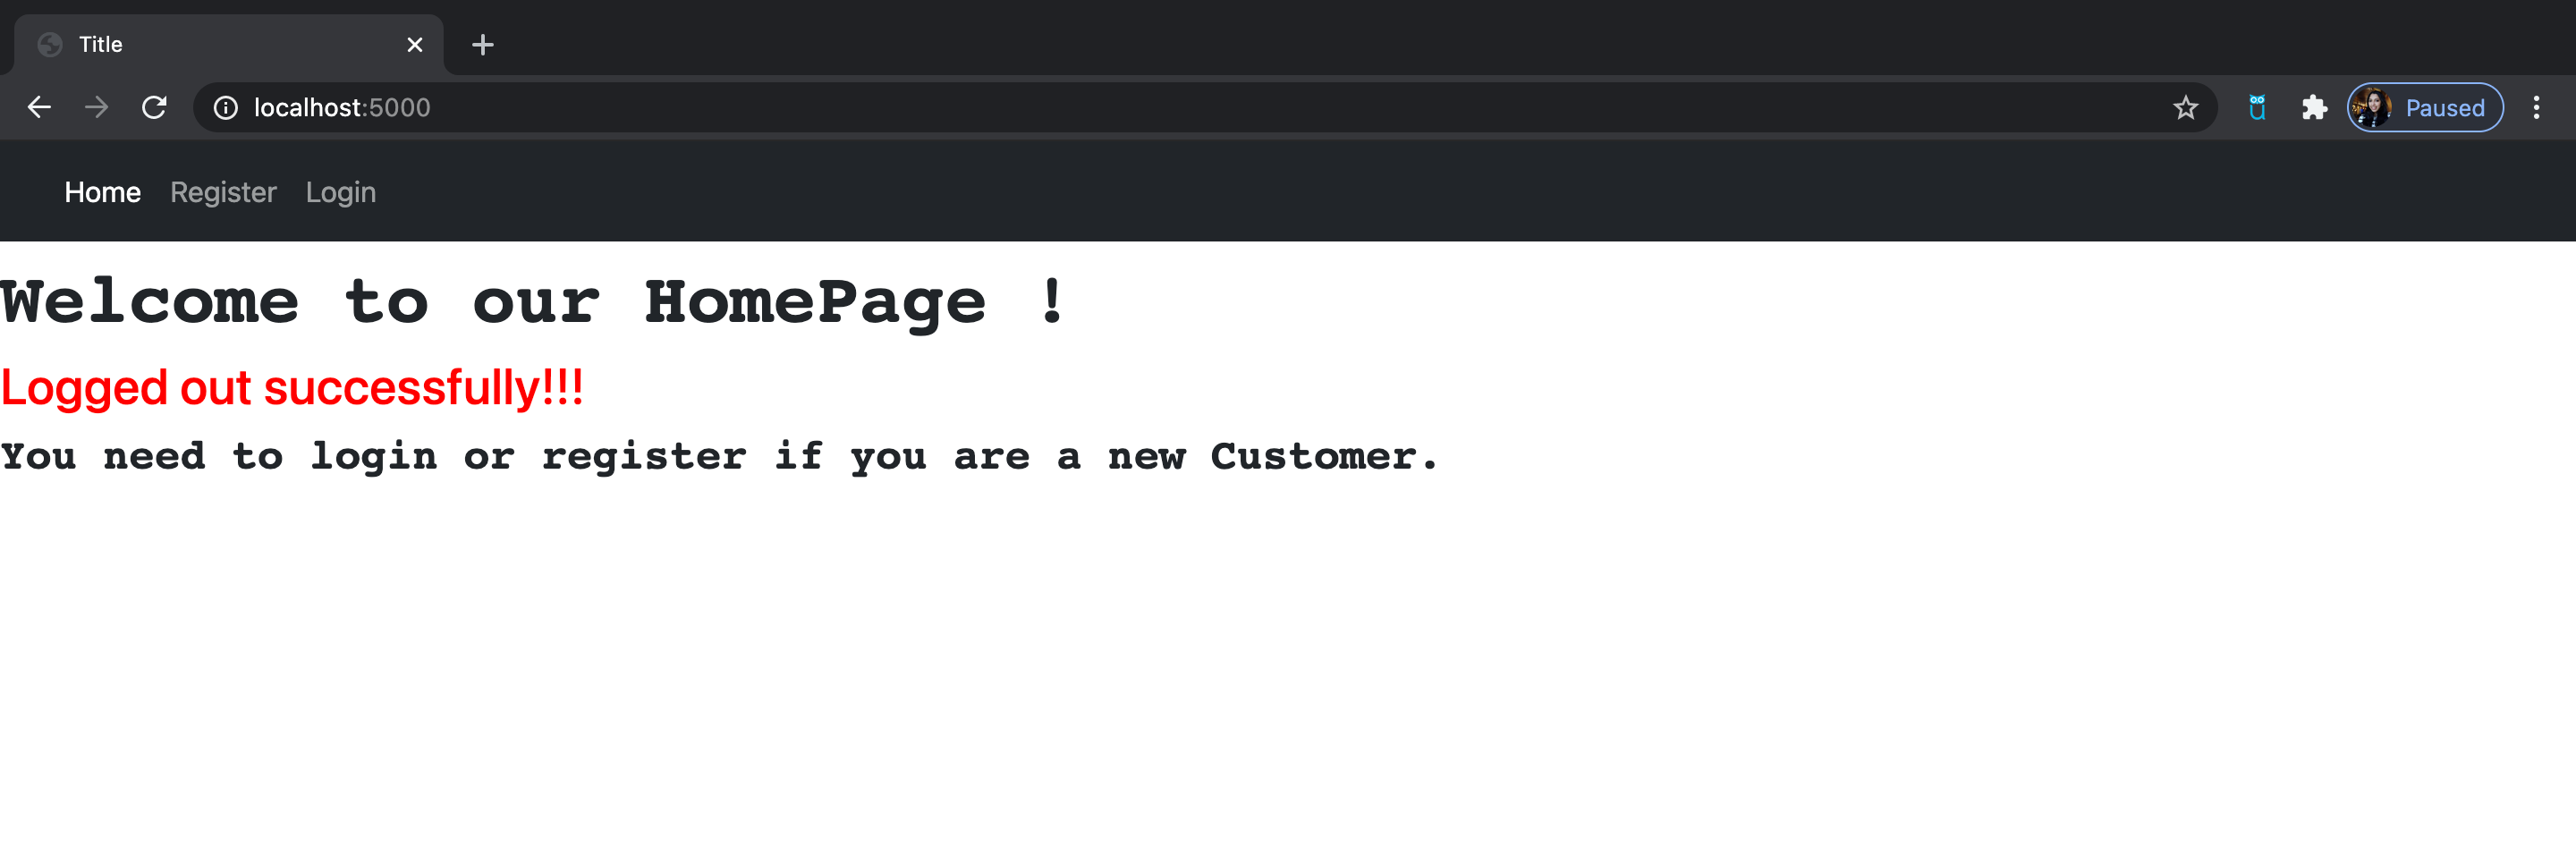 Title
localhost:5000
Paused
Home Register Login
Welcome to our HomePage !
Logged out successfully!!!
You need to login or register if you are a new Customer.